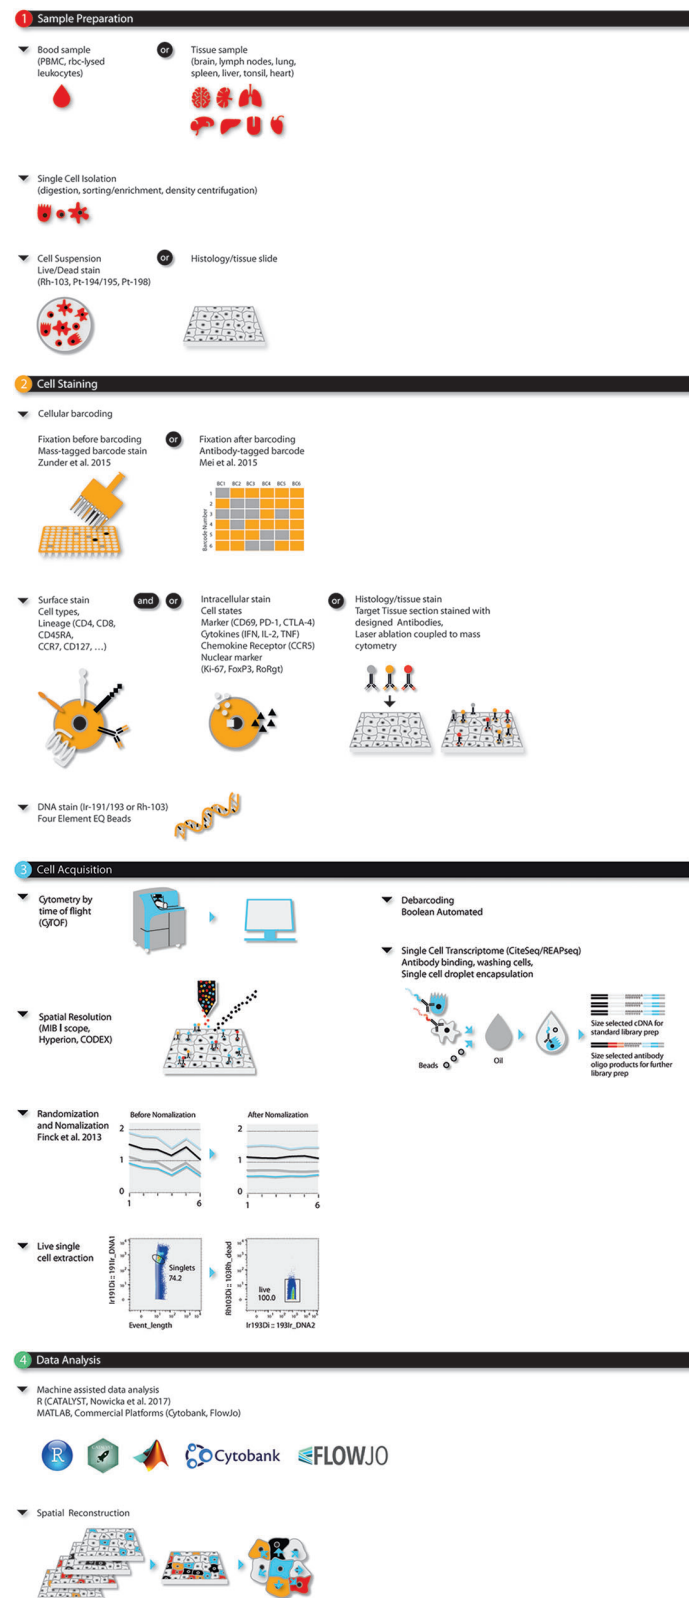 1 Sample Preparation
Bood sample
(PBMC, rbc-lysed
leukocytes)
or
Tissue sample
(brain, lymph nodes, lung,
spleen, liver, tonsil, heart)
Single Cell Isolation
(digestion, sorting/enrichment, density centrifugation)
Cell Suspension
Live/Dead stain
(Rh-103, Pt-194/195, Pt-198)
or
Histology/tissue slide
2 Cell Staining
Cellular barcoding
Fixation before barcoding
Mass-tagged barcode stain
Zunder et al. 2015
or
Fixation after barcoding
Antibody-tagged barcode
Mei et al. 2015
BC1 BC2 BC3 BC4 BC5 BC6
Barcode Number
1
2
3
4
5
6
Surface stain
Cell types,
Lineage (CD4, CD8,
CD45RA,
CCR7, CD127, ...)
and
or
Intracellular stain
Cell states
Marker (CD69, PD-1, CTLA-4)
Cytokines (IFN, IL-2, TNF)
Chemokine Receptor (CCR5)
Nuclear marker
(Ki-67, FoxP3, RoRgt)
or
Histology/tissue stain
Target Tissue section stained with
designed Antibodies,
Laser ablation coupled to mass
cytometry
DNA stain (Ir-191/193 or Rh-103)
Four Element EQ Beads
3 Cell Acquisition
Cytometry by
time of flight
(CyTOF)
Spatial Resolution
(MIB I scope,
Hyperion, CODEX)
Randomization
and Nomalization
Finck et al. 2013
Before Nomalization
2
1
0
1 6
After Nomalization
2
1
0
1 6
Live single
cell extraction
Ir191Di :: 191Ir_DNA1
Singlets
74.2
Event_length
Rh103Di :: 103Rh_dead
live
100.0
Ir193Di :: 193Ir_DNA2
Debarcoding
Boolean Automated
Single Cell Transcriptome (CiteSeq/REAPseq)
Antibody binding, washing cells,
Single cell droplet encapsulation
Beads
Oil
Size selected cDNA for
standard library prep
Size selected antibody
oligo products for further
library prep
4 Data Analysis
Machine assisted data analysis
R (CATALYST, Nowicka et al. 2017)
MATLAB, Commercial Platforms (Cytobank, FlowJo)
R
Cytobank
FLOWJO
Spatial Reconstruction